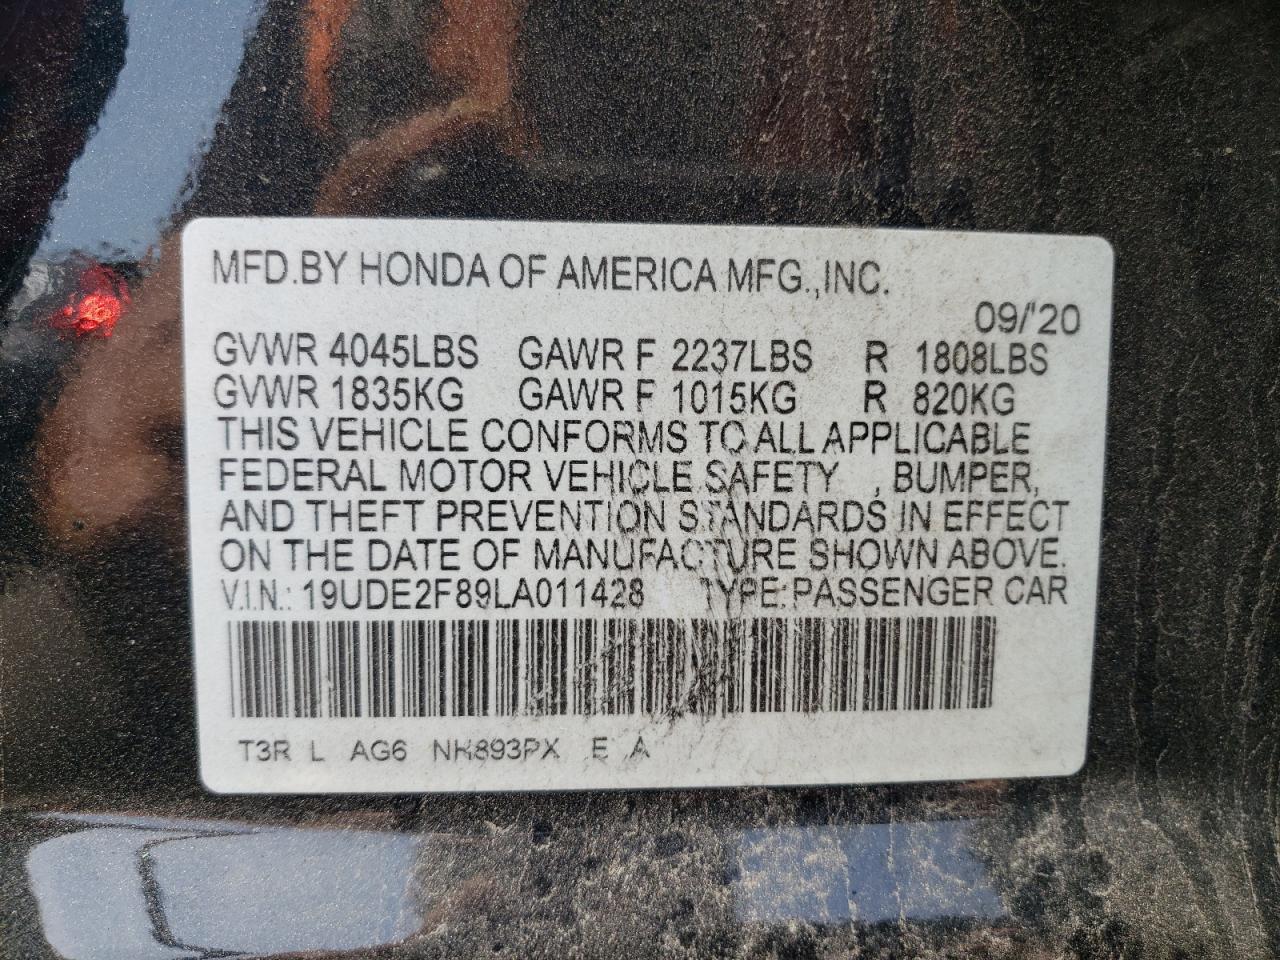 MFD.BY HONDA OF AMERICA MFG.,INC.
09/'20
GVWR 4045LBS GAWR F 2237LBS R 1808LBS
GVWR 1835KG GAWR F 1015KG R 820KG
THIS VEHICLE CONFORMS TO ALL APPLICABLE
FEDERAL MOTOR VEHICLE SAFETY , BUMPER,
AND THEFT PREVENTION STANDARDS IN EFFECT
ON THE DATE OF MANUFACTURE SHOWN ABOVE.
V.I.N.: 19UDE2F89LA011428 TYPE: PASSENGER CAR
T3R L AG6 NH893PX E A